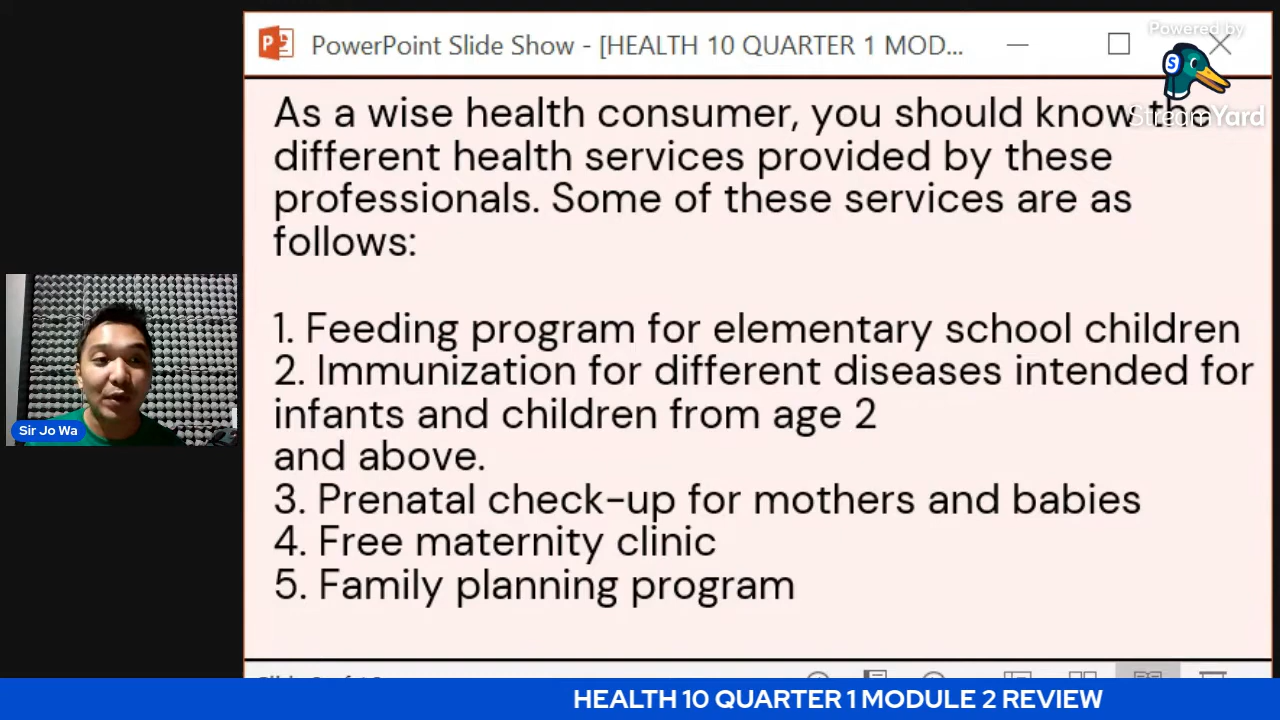 PowerPoint Slide Show - [HEALTH 10 QUARTER 1 MOD...
Powered by
StreamYard
As a wise health consumer, you should know the
different health services provided by these
professionals. Some of these services are as
follows:
1. Feeding program for elementary school children
2. Immunization for different diseases intended for
infants and children from age 2
and above.
3. Prenatal check-up for mothers and babies
4. Free maternity clinic
5. Family planning program
Sir Jo Wa
HEALTH 10 QUARTER 1 MODULE 2 REVIEW